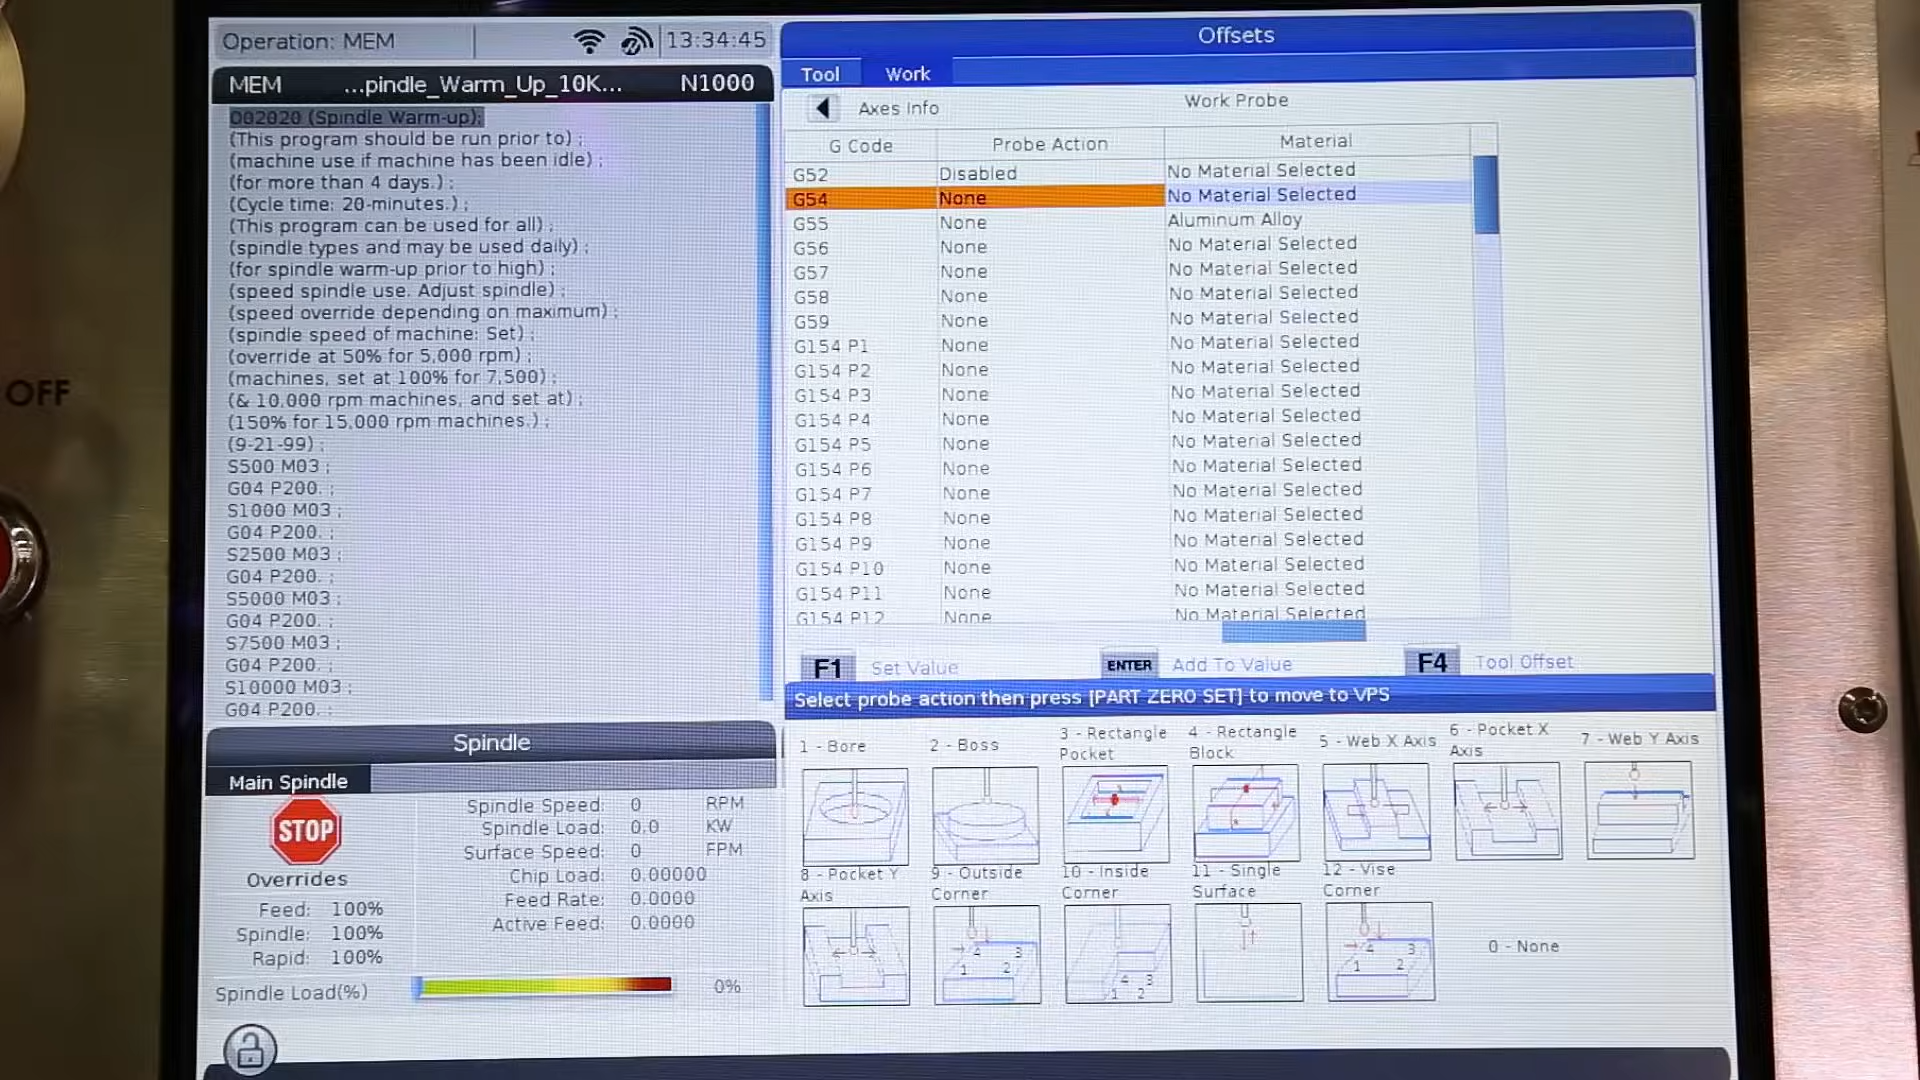 OFF
Operation: MEM
13:34:45
MEM ...pindle_Warm_Up_10K... N1000
O02020 (Spindle Warm-up);
(This program should be run prior to) ;
(machine use if machine has been idle) ;
(for more than 4 days.) ;
(Cycle time: 20-minutes.) ;
(This program can be used for all) ;
(spindle types and may be used daily) ;
(for spindle warm-up prior to high) ;
(speed spindle use. Adjust spindle) ;
(speed override depending on maximum) ;
(spindle speed of machine: Set) ;
(override at 50% for 5,000 rpm) ;
(machines, set at 100% for 7,500) ;
(& 10,000 rpm machines, and set at) ;
(150% for 15,000 rpm machines.) ;
(9-21-99) ;
S500 M03 ;
G04 P200. ;
S1000 M03 ;
G04 P200. ;
S2500 M03 ;
G04 P200. ;
S5000 M03 ;
G04 P200. ;
S7500 M03 ;
G04 P200. ;
S10000 M03 ;
G04 P200. ;
Spindle
Main Spindle
STOP
Overrides
Feed: 100%
Spindle: 100%
Rapid: 100%
Spindle Speed: 0 RPM
Spindle Load: 0.0 KW
Surface Speed: 0 FPM
Chip Load: 0.00000
Feed Rate: 0.0000
Active Feed: 0.0000
Spindle Load(%) 0%
Offsets
Tool Work
Axes Info Work Probe
G Code Probe Action Material
G52 Disabled No Material Selected
G54 None No Material Selected
G55 None Aluminum Alloy
G56 None No Material Selected
G57 None No Material Selected
G58 None No Material Selected
G59 None No Material Selected
G154 P1 None No Material Selected
G154 P2 None No Material Selected
G154 P3 None No Material Selected
G154 P4 None No Material Selected
G154 P5 None No Material Selected
G154 P6 None No Material Selected
G154 P7 None No Material Selected
G154 P8 None No Material Selected
G154 P9 None No Material Selected
G154 P10 None No Material Selected
G154 P11 None No Material Selected
G154 P12 None No Material Selected
F1 Set Value ENTER Add To Value F4 Tool Offset
Select probe action then press [PART ZERO SET] to move to VPS
1 - Bore
2 - Boss
3 - Rectangle
Pocket
4 - Rectangle
Block
5 - Web X Axis
6 - Pocket X
Axis
7 - Web Y Axis
8 - Pocket Y
Axis
9 - Outside
Corner
4 3
1 2
10 - Inside
Corner
4 3
1 2
11 - Single
Surface
12 - Vise
Corner
4 3
1 2
0 - None